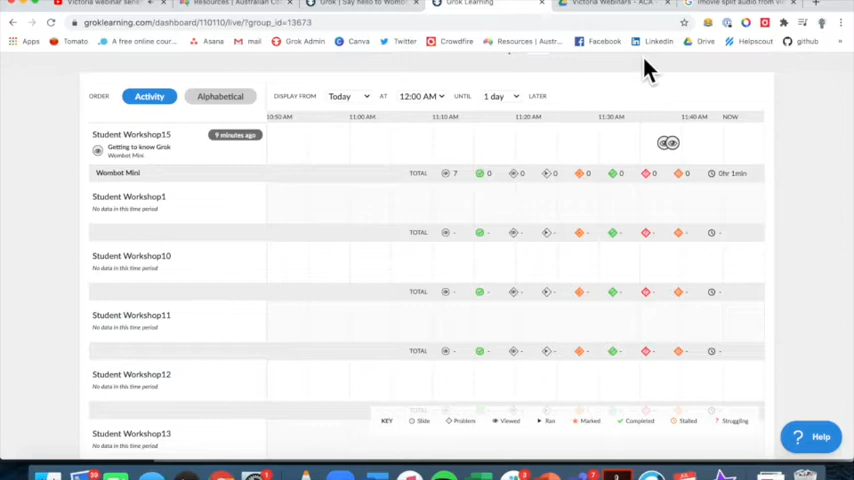 Victoria webinar serie
Resources | Australian Co
Grok | Say hello to Womb
Grok Learning
Victoria Webinars - ACA
imovie split audio from vi
groklearning.com/dashboard/110110/live/?group_id=13673
Apps Tomato A free online cour... Asana mail Grok Admin Canva Twitter Crowdfire Resources | Austr... Facebook Linkedin Drive Helpscout github »
ORDER Activity Alphabetical DISPLAY FROM Today AT 12:00 AM UNTIL 1 day LATER
10:50 AM 11:00 AM 11:10 AM 11:20 AM 11:30 AM 11:40 AM NOW
Student Workshop15 9 minutes ago
Getting to know Grok
Wombot Mini
Wombot Mini TOTAL 7 0 0 0 0 0 0 0 0hr 1min
Student Workshop1
No data in this time period
TOTAL - - - - - - - - -
Student Workshop10
No data in this time period
TOTAL - - - - - - - - -
Student Workshop11
No data in this time period
TOTAL - - - - - - - - -
Student Workshop12
No data in this time period
KEY Slide Problem Viewed Ran Marked Completed Stalled Struggling
Student Workshop13
? Help